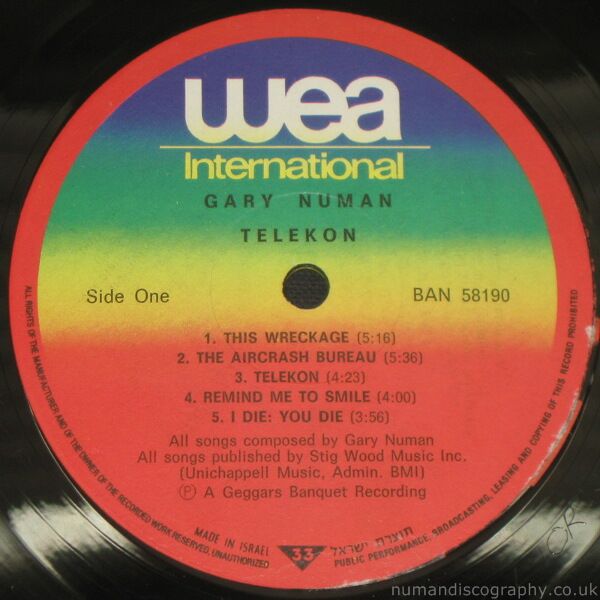 wea
International
GARY NUMAN
TELEKON
Side One
BAN 58190
1. THIS WRECKAGE (5:16)
2. THE AIRCRASH BUREAU (5:36)
3. TELEKON (4:23)
4. REMIND ME TO SMILE (4:00)
5. I DIE: YOU DIE (3:56)
All songs composed by Gary Numan
All songs published by Stig Wood Music Inc.
(Unichappell Music, Admin. BMI)
Ⓟ A Geggars Banquet Recording
ALL RIGHTS OF THE MANUFACTURER AND OF THE OWNER OF THE RECORDED WORK RESERVED, UNAUTHORIZED
PUBLIC PERFORMANCE, BROADCASTING, LEASING AND COPYING OF THIS RECORD PROHIBITED
MADE IN ISRAEL
33
תוצרת ישראל
numandiscography.co.uk